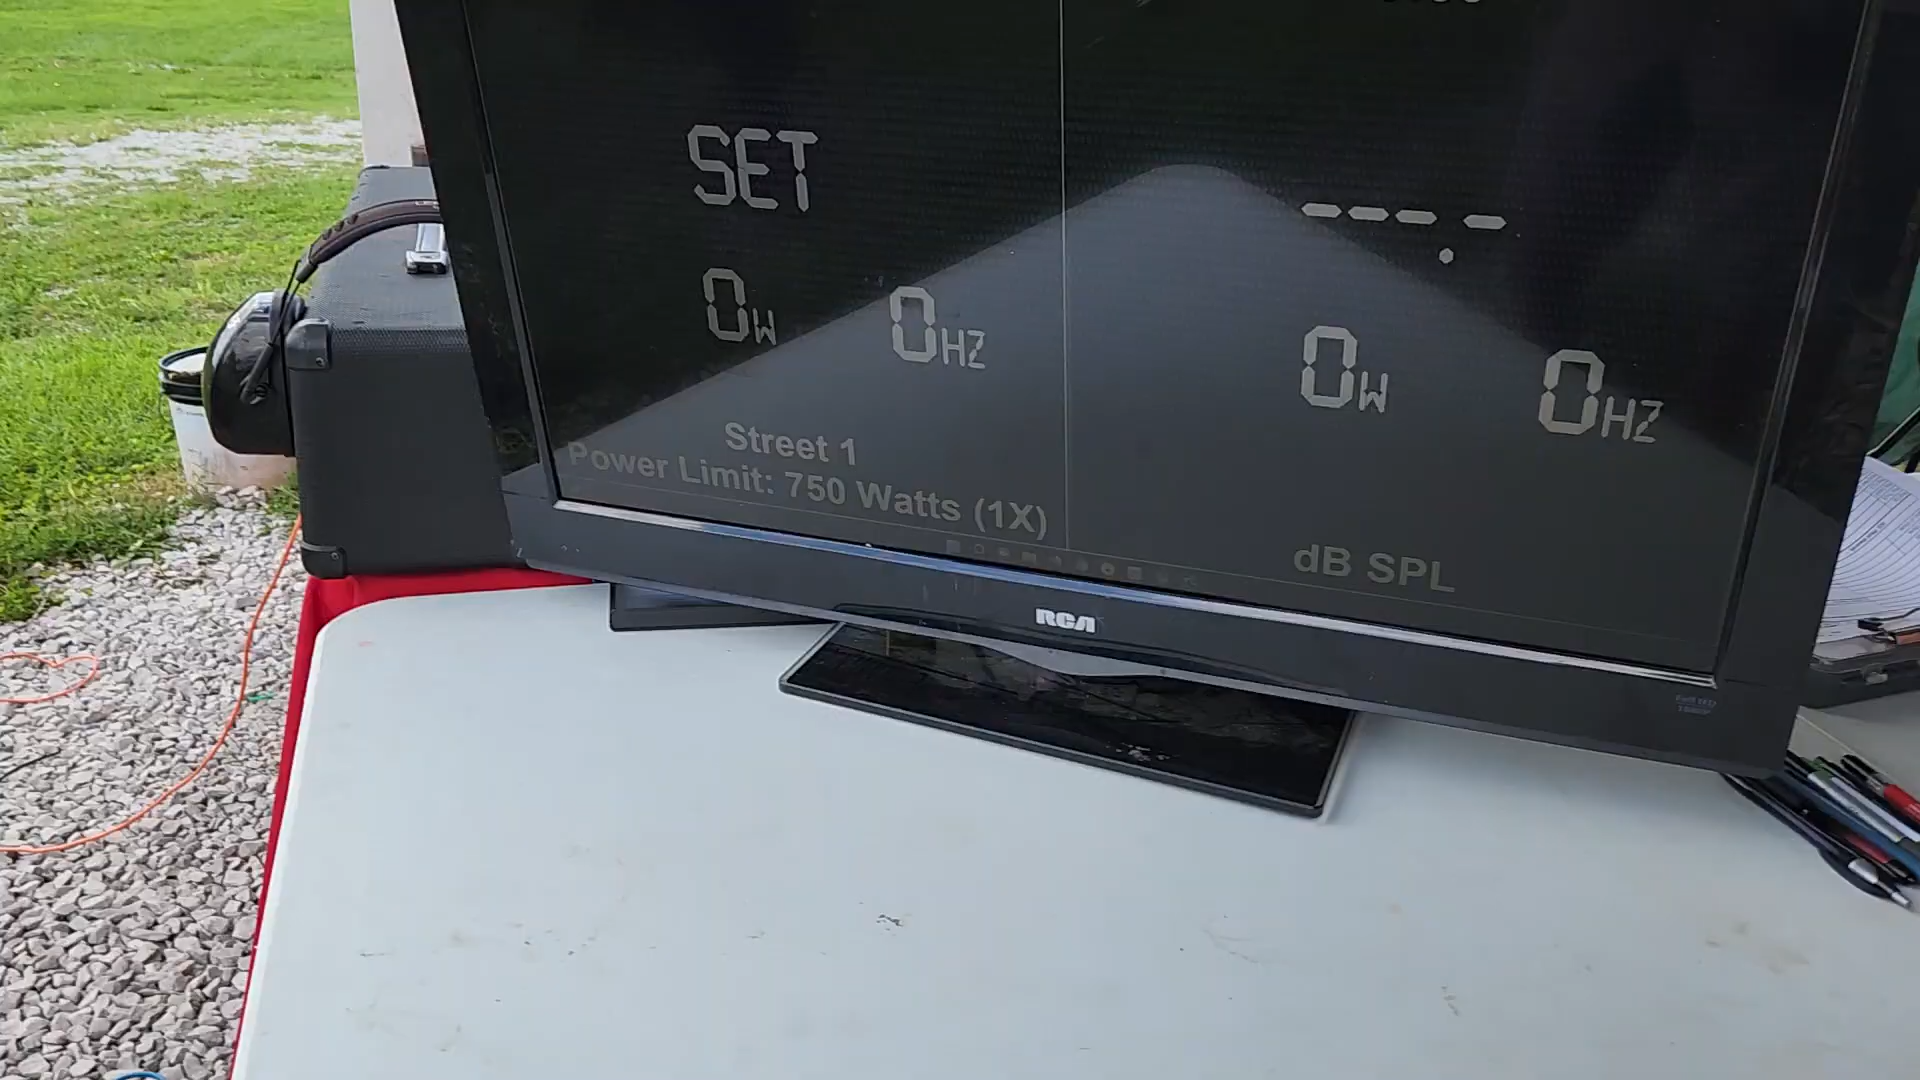 SET
---.-
0W 0HZ
0W 0HZ
Street 1
Power Limit: 750 Watts (1X)
dB SPL
RCA